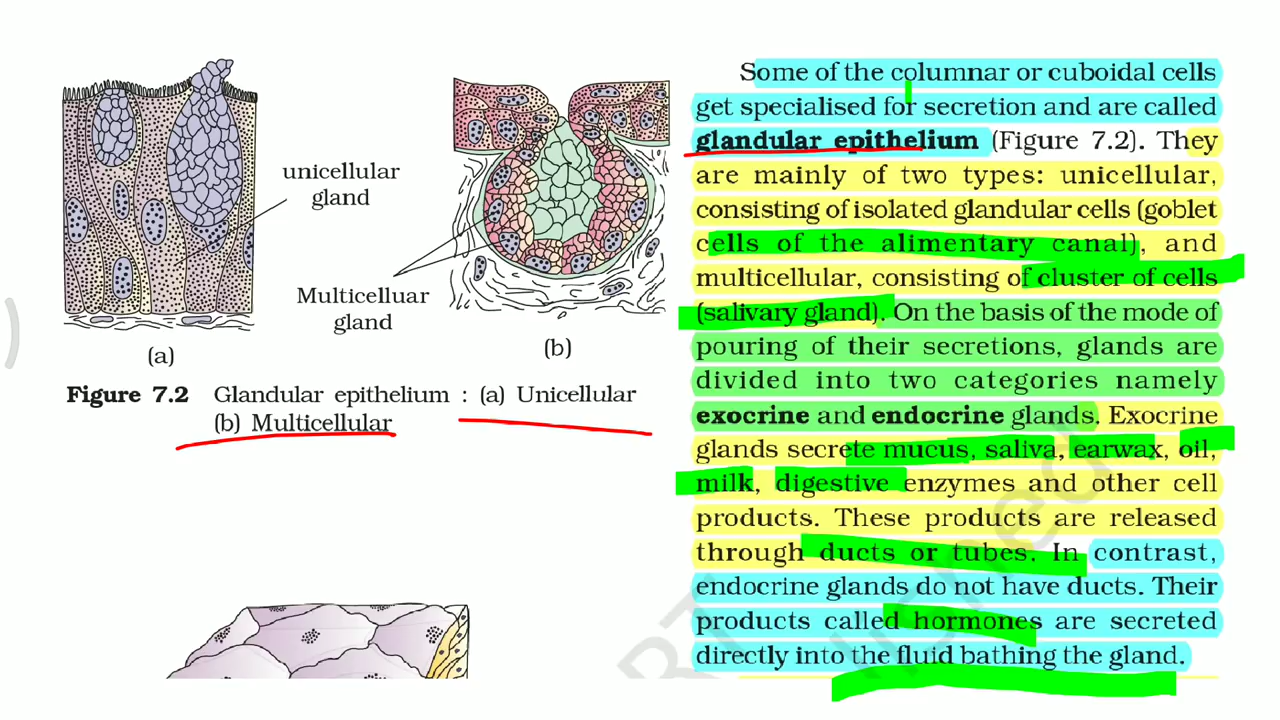 unicellular
gland
Multicelluar
gland
(a)
(b)
Figure 7.2 Glandular epithelium : (a) Unicellular
(b) Multicellular
Some of the columnar or cuboidal cells
get specialised for secretion and are called
glandular epithelium (Figure 7.2). They
are mainly of two types: unicellular,
consisting of isolated glandular cells (goblet
cells of the alimentary canal), and
multicellular, consisting of cluster of cells
(salivary gland). On the basis of the mode of
pouring of their secretions, glands are
divided into two categories namely
exocrine and endocrine glands. Exocrine
glands secrete mucus, saliva, earwax, oil,
milk, digestive enzymes and other cell
products. These products are released
through ducts or tubes. In contrast,
endocrine glands do not have ducts. Their
products called hormones are secreted
directly into the fluid bathing the gland.